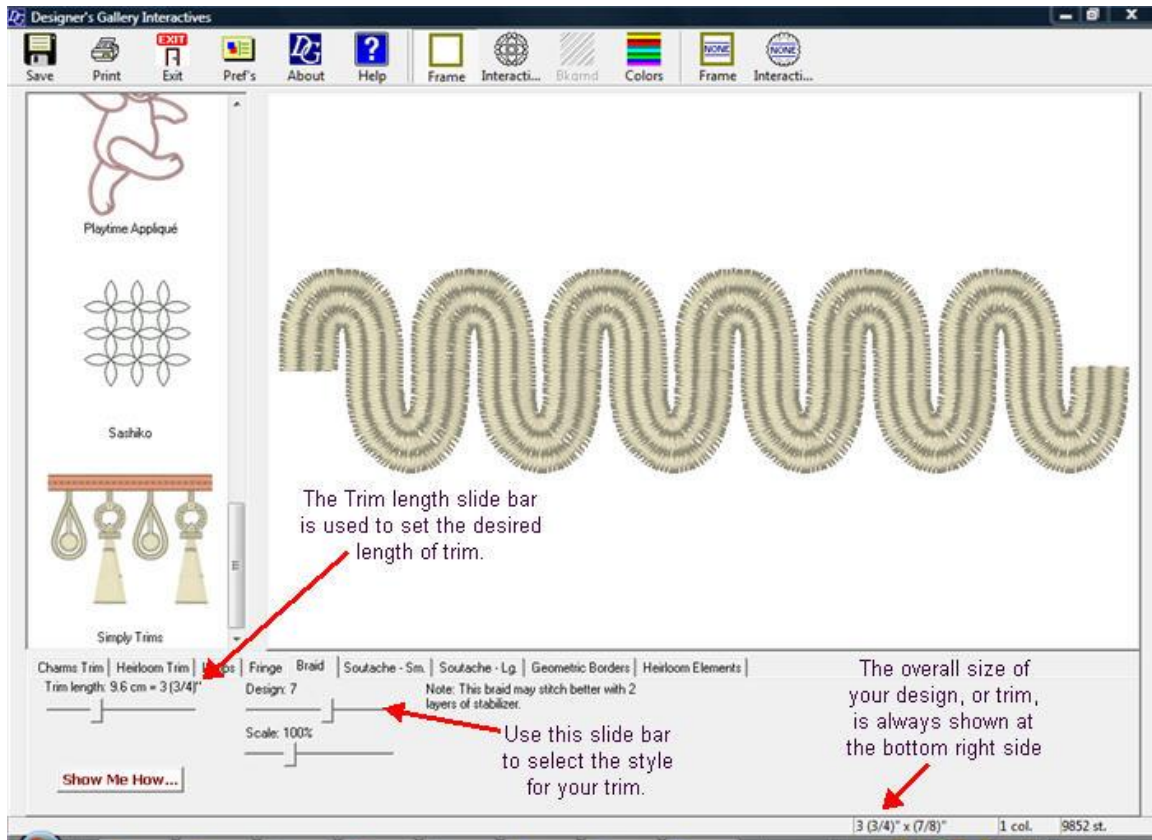 Designer's Gallery Interactives
EXIT
NONE
NONE
Save Print Exit Pref's About Help Frame Interacti... Bkgrnd Colors Frame Interacti...
Playtime Appliqué
Sashiko
Simply Trims
The Trim length slide bar
is used to set the desired
length of trim.
Charms Trim Heirloom Trim Fringe Braid Soutache - Sm. Soutache - Lg. Geometric Borders Heirloom Elements
Trim length: 9.6 cm = 3 (3/4)"
Design: 7
Note: This braid may stitch better with 2
layers of stabilizer.
Scale: 100%
Show Me How...
Use this slide bar
to select the style
for your trim.
The overall size of
your design, or trim,
is always shown at
the bottom right side
3 (3/4)" x (7/8)" 1 col. 9852 st.